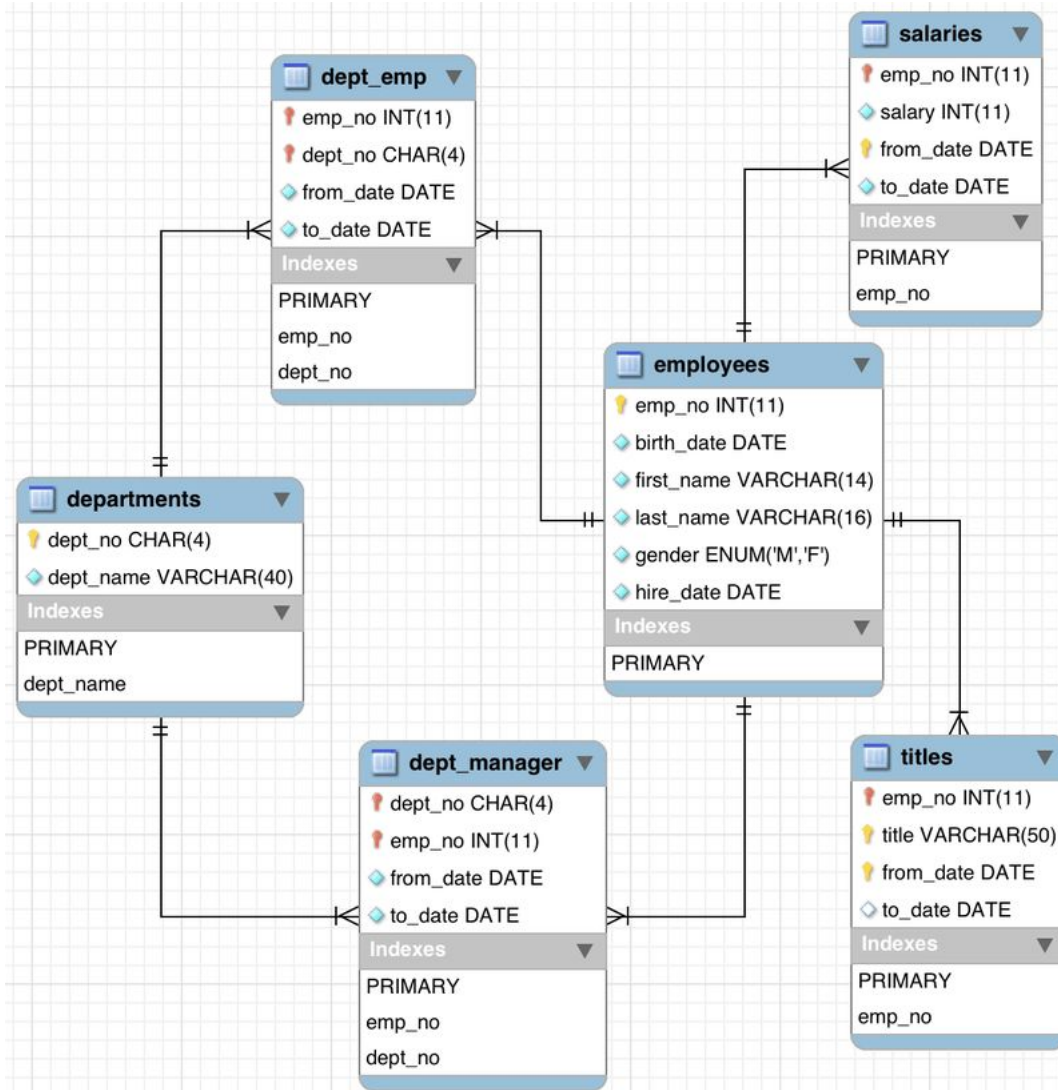 salaries
emp_no INT(11)
salary INT(11)
from_date DATE
to_date DATE
Indexes
PRIMARY
emp_no
dept_emp
emp_no INT(11)
dept_no CHAR(4)
from_date DATE
to_date DATE
Indexes
PRIMARY
emp_no
dept_no
employees
emp_no INT(11)
birth_date DATE
first_name VARCHAR(14)
last_name VARCHAR(16)
gender ENUM('M','F')
hire_date DATE
Indexes
PRIMARY
departments
dept_no CHAR(4)
dept_name VARCHAR(40)
Indexes
PRIMARY
dept_name
dept_manager
dept_no CHAR(4)
emp_no INT(11)
from_date DATE
to_date DATE
Indexes
PRIMARY
emp_no
dept_no
titles
emp_no INT(11)
title VARCHAR(50)
from_date DATE
to_date DATE
Indexes
PRIMARY
emp_no